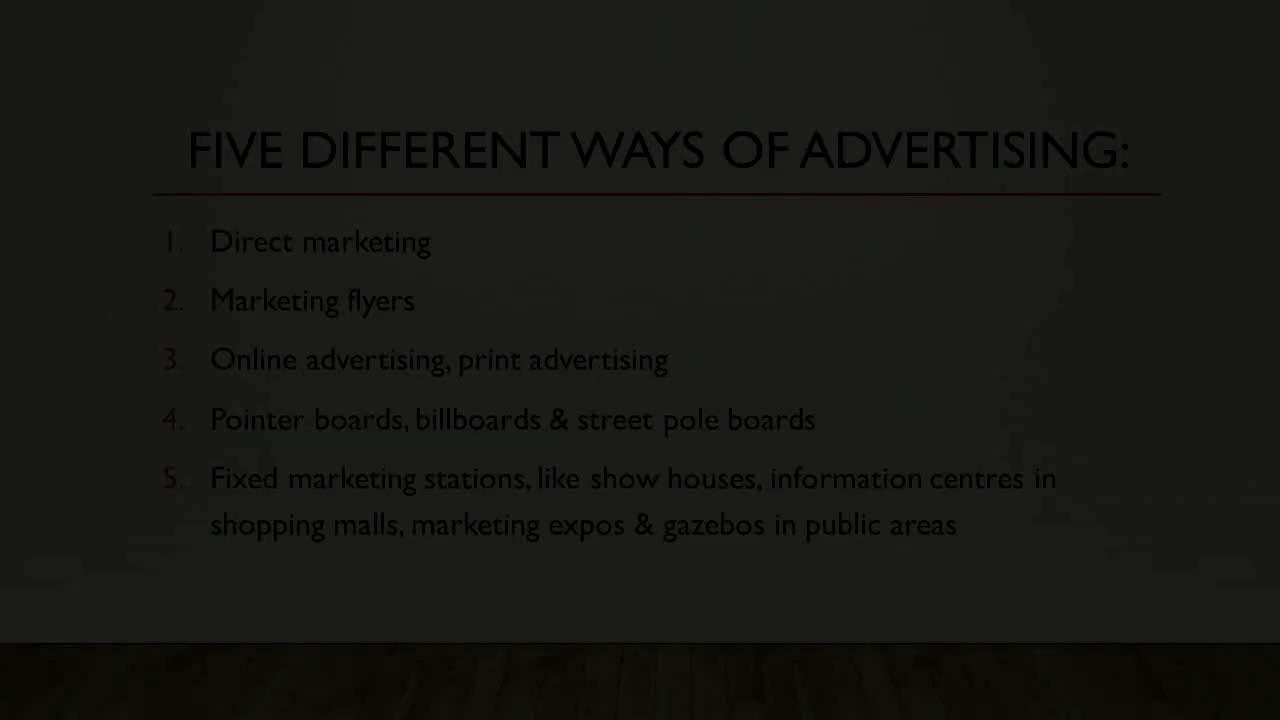 FIVE DIFFERENT WAYS OF ADVERTISING:
1. Direct marketing
2. Marketing flyers
3. Online advertising, print advertising
4. Pointer boards, billboards & street pole boards
5. Fixed marketing stations, like show houses, information centres in
shopping malls, marketing expos & gazebos in public areas